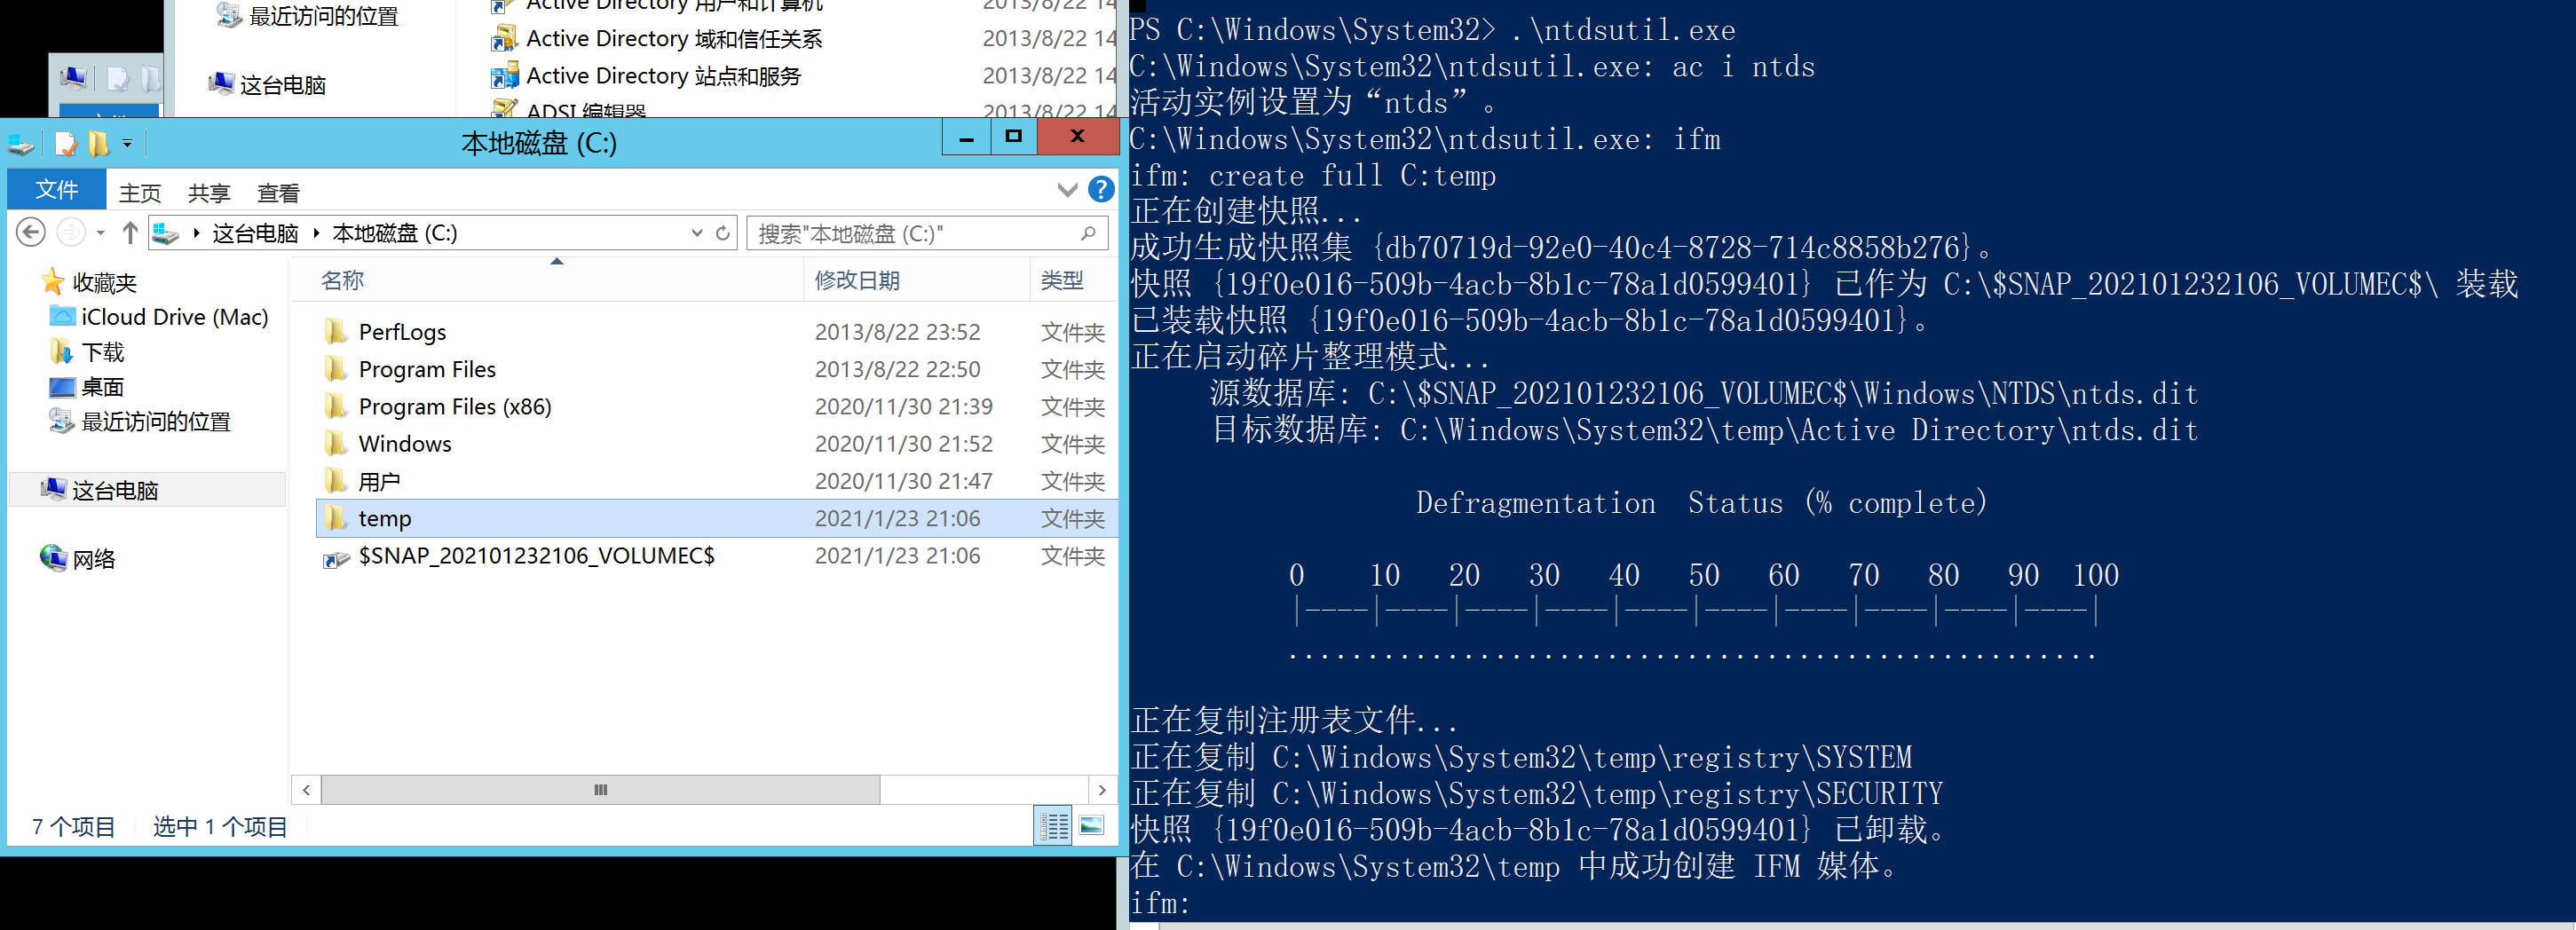 最近访问的位置
Active Directory 用户和计算机
2013/8/22 14
Active Directory 域和信任关系
2013/8/22 14
这台电脑
Active Directory 站点和服务
2013/8/22 14
ADSI 编辑器
2013/8/22 14
本地磁盘 (C:)
文件 主页 共享 查看
这台电脑 本地磁盘 (C:)
搜索"本地磁盘 (C:)"
收藏夹
iCloud Drive (Mac)
下载
桌面
最近访问的位置
这台电脑
网络
名称 修改日期 类型
PerfLogs 2013/8/22 23:52 文件夹
Program Files 2013/8/22 22:50 文件夹
Program Files (x86) 2020/11/30 21:39 文件夹
Windows 2020/11/30 21:52 文件夹
用户 2020/11/30 21:47 文件夹
temp 2021/1/23 21:06 文件夹
$SNAP_202101232106_VOLUMEC$ 2021/1/23 21:06 文件夹
7 个项目 选中 1 个项目
PS C:\Windows\System32> .\ntdsutil.exe
C:\Windows\System32\ntdsutil.exe: ac i ntds
活动实例设置为“ntds”。
C:\Windows\System32\ntdsutil.exe: ifm
ifm: create full C:temp
正在创建快照...
成功生成快照集 {db70719d-92e0-40c4-8728-714c8858b276}。
快照 {19f0e016-509b-4acb-8b1c-78a1d0599401} 已作为 C:\$SNAP_202101232106_VOLUMEC$\ 装载
已装载快照 {19f0e016-509b-4acb-8b1c-78a1d0599401}。
正在启动碎片整理模式...
源数据库: C:\$SNAP_202101232106_VOLUMEC$\Windows\NTDS\ntds.dit
目标数据库: C:\Windows\System32\temp\Active Directory\ntds.dit
Defragmentation  Status (% complete)
0    10   20   30   40   50   60   70   80   90  100
|----|----|----|----|----|----|----|----|----|----|
...................................................
正在复制注册表文件...
正在复制 C:\Windows\System32\temp\registry\SYSTEM
正在复制 C:\Windows\System32\temp\registry\SECURITY
快照 {19f0e016-509b-4acb-8b1c-78a1d0599401} 已卸载。
在 C:\Windows\System32\temp 中成功创建 IFM 媒体。
ifm: